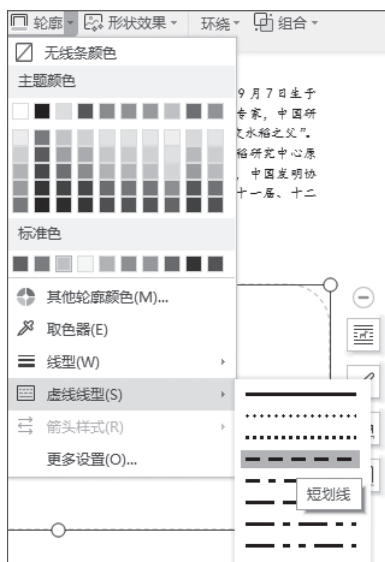 轮廓 形状效果 环绕 组合
无线条颜色
主题颜色
9月7日生于
专家，中国研
水稻之父”。
稻研究中心原
，中国发明协
十一届、十二
标准色
其他轮廓颜色(M)...
取色器(E)
线型(W)
虚线线型(S)
箭头样式(R)
更多设置(O)...
短划线